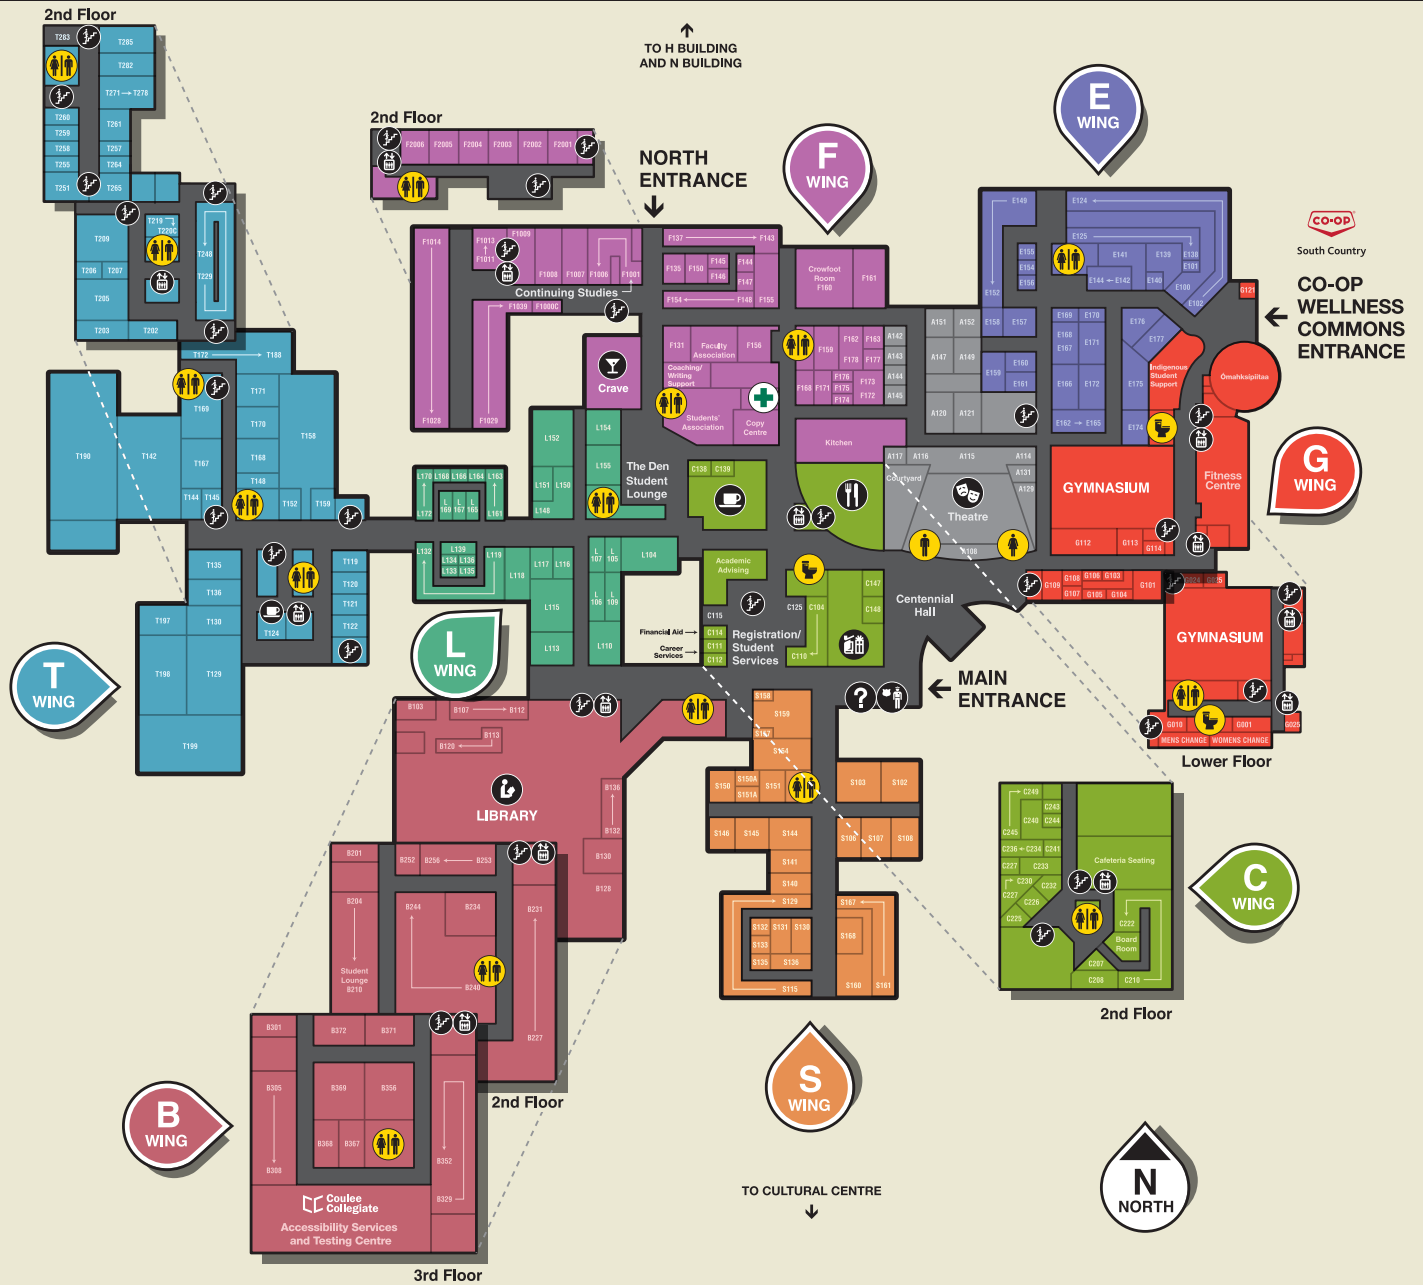 2nd Floor
T283
T285
T282
T271 → T278
T260
T259
T258
T255
T251
T261
T257
T264
T265
T219
T220C
T209
T206
T207
T205
T203
T202
T248
T229
TO H BUILDING
AND N BUILDING
2nd Floor
F2006
F2005
F2004
F2003
F2002
F2001
NORTH
ENTRANCE
F
WING
E
WING
CO-OP
South Country
CO-OP
WELLNESS
COMMONS
ENTRANCE
F1014
F1028
F1013
F1011
F1009
F1008
F1007
F1006
F1001
Continuing Studies
F1039
F1000C
F1029
F137
F143
F135
F150
F145
F146
F144
F147
F154
F148
F155
Crowfoot
Room
F160
F161
F131
Faculty
Association
F156
Coaching/
Writing
Support
Students'
Association
Copy
Centre
F159
F162
F163
F178
F177
F168
F171
F176
F175
F174
F173
F172
Kitchen
Crave
A142
A143
A144
A145
A151
A152
A147
A149
A120
A121
A117
A116
A115
A114
A131
A129
A108
Courtyard
Theatre
E149
E124
E125
E155
E154
E156
E152
E141
E139
E138
E101
E144
E142
E140
E100
E102
E158
E157
E159
E160
E161
E169
E170
E168
E167
E171
E166
E172
E162 → E165
E176
E177
E175
E174
G121
Indigenous
Student
Support
Ómahksipiitaa
Fitness
Centre
GYMNASIUM
G112
G113
G114
G
WING
G109
G108
G107
G106
G105
G103
G104
G101
G024
G025
GYMNASIUM
G010
G001
G025
MENS CHANGE
WOMENS CHANGE
Lower Floor
T172
T188
T171
T170
T168
T148
T158
T169
T167
T144
T145
T152
T159
T190
T142
T135
T136
T130
T197
T198
T129
T199
T124
T119
T120
T121
T122
T
WING
L152
L151
L150
L148
L154
L155
The Den
Student
Lounge
L170
L168
L166
L164
L163
L
169
L
167
L
165
L172
L161
L132
L139
L134
L136
L133
L135
L119
L118
L117
L116
L115
L113
L
107
L
105
L104
L
106
L
109
L110
L
WING
C138
C139
Academic
Advising
C115
Financial Aid
Career
Services
C114
C111
C112
Registration/
Student
Services
C125
C104
C110
C147
C148
Centennial
Hall
MAIN
ENTRANCE
B103
B107
B112
B113
B120
LIBRARY
B136
B132
B130
B128
B201
B204
Student
Lounge
B210
B252
B256
B253
B244
B234
B240
B231
B227
2nd Floor
B301
B305
B308
B372
B371
B369
B356
B368
B367
B352
B329
Coulee
Collegiate
Accessibility Services
and Testing Centre
3rd Floor
B
WING
S158
S159
S157
S164
S150
S150A
S151A
S151
S103
S102
S146
S145
S144
S106
S107
S108
S141
S140
S129
S132
S131
S130
S133
S135
S136
S115
S167
S168
S160
S161
S
WING
TO CULTURAL CENTRE
C249
C243
C240
C244
C245
C236
C234
C241
C227
C233
C230
C232
C227
C226
C225
Cafeteria Seating
C222
Board
Room
C207
C208
C210
2nd Floor
C
WING
N
NORTH